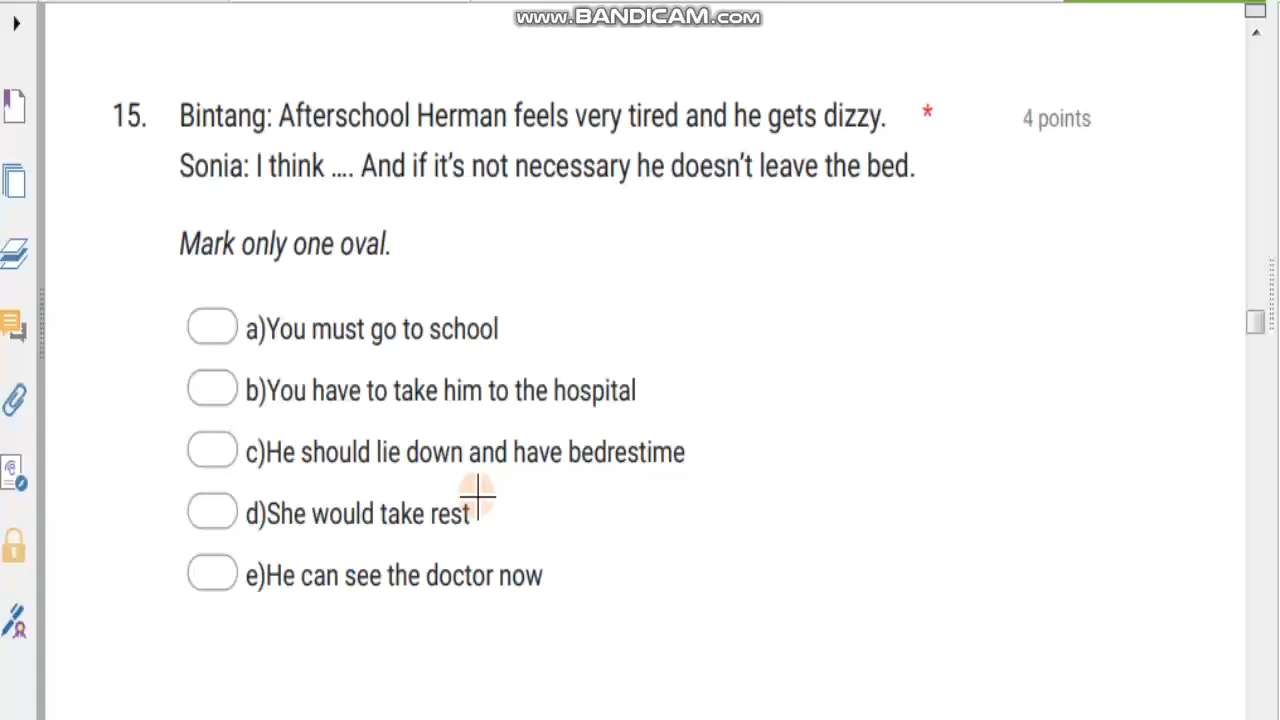 www.BANDICAM.com
15. Bintang: Afterschool Herman feels very tired and he gets dizzy. * 4 points
Sonia: I think .... And if it's not necessary he doesn't leave the bed.
Mark only one oval.
a)You must go to school
b)You have to take him to the hospital
c)He should lie down and have bedrestime
d)She would take rest
e)He can see the doctor now